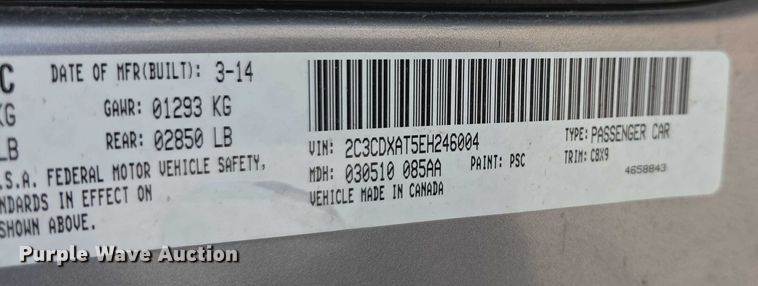 C DATE OF MFR(BUILT): 3-14
KG GAWR: 01293 KG
LB REAR: 02850 LB
.S.A. FEDERAL MOTOR VEHICLE SAFETY,
NDARDS IN EFFECT ON
SHOWN ABOVE.
VIN: 2C3CDXAT5EH246004 TYPE: PASSENGER CAR
MDH: 030510 085AA PAINT: PSC TRIM: C8X9
VEHICLE MADE IN CANADA 4658843
Purple Wave Auction